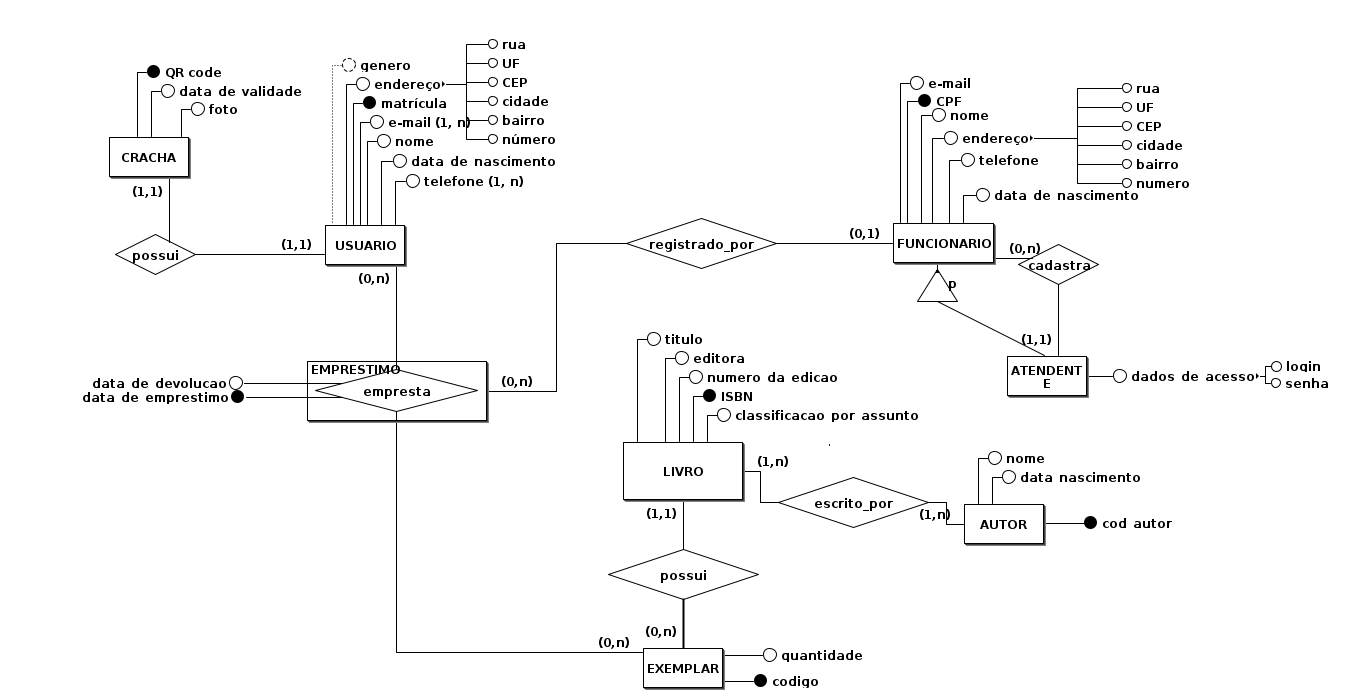 QR code
data de validade
foto
CRACHA
(1,1)
possui
(1,1)
genero
endereço
matrícula
e-mail (1, n)
nome
data de nascimento
telefone (1, n)
rua
UF
CEP
cidade
bairro
número
USUARIO
(0,n)
registrado_por
(0,1)
e-mail
CPF
nome
endereço
telefone
data de nascimento
rua
UF
CEP
cidade
bairro
numero
FUNCIONARIO
(0,n)
cadastra
p
(1,1)
ATENDENT
E
dados de acesso
login
senha
EMPRESTIMO
empresta
data de devolucao
data de emprestimo
(0,n)
titulo
editora
numero da edicao
ISBN
classificacao por assunto
LIVRO
(1,n)
escrito_por
(1,n)
nome
data nascimento
AUTOR
cod autor
(1,1)
possui
(0,n)
(0,n)
EXEMPLAR
quantidade
codigo